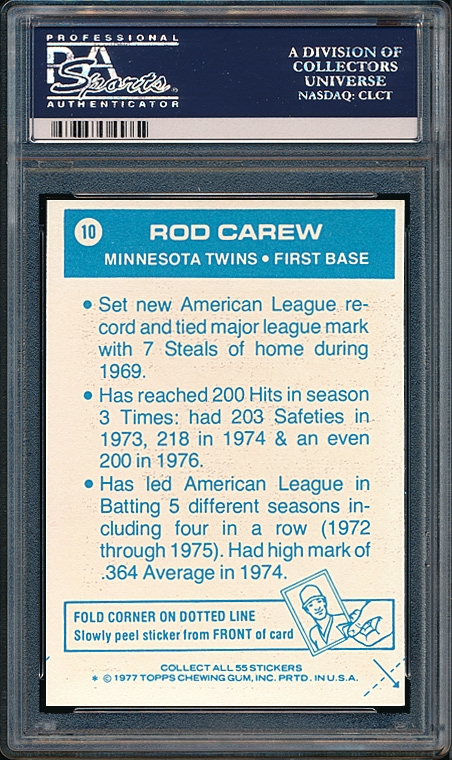 PROFESSIONAL
PSA
Sports
AUTHENTICATOR
A DIVISION OF
COLLECTORS
UNIVERSE
NASDAQ: CLCT
10
ROD CAREW
MINNESOTA TWINS • FIRST BASE
• Set new American League re-
cord and tied major league mark
with 7 Steals of home during
1969.
• Has reached 200 Hits in season
3 Times: had 203 Safeties in
1973, 218 in 1974 & an even
200 in 1976.
• Has led American League in
Batting 5 different seasons in-
cluding four in a row (1972
through 1975). Had high mark of
.364 Average in 1974.
FOLD CORNER ON DOTTED LINE
Slowly peel sticker from FRONT of card
COLLECT ALL 55 STICKERS
* © 1977 TOPPS CHEWING GUM, INC. PRTD. IN U.S.A.